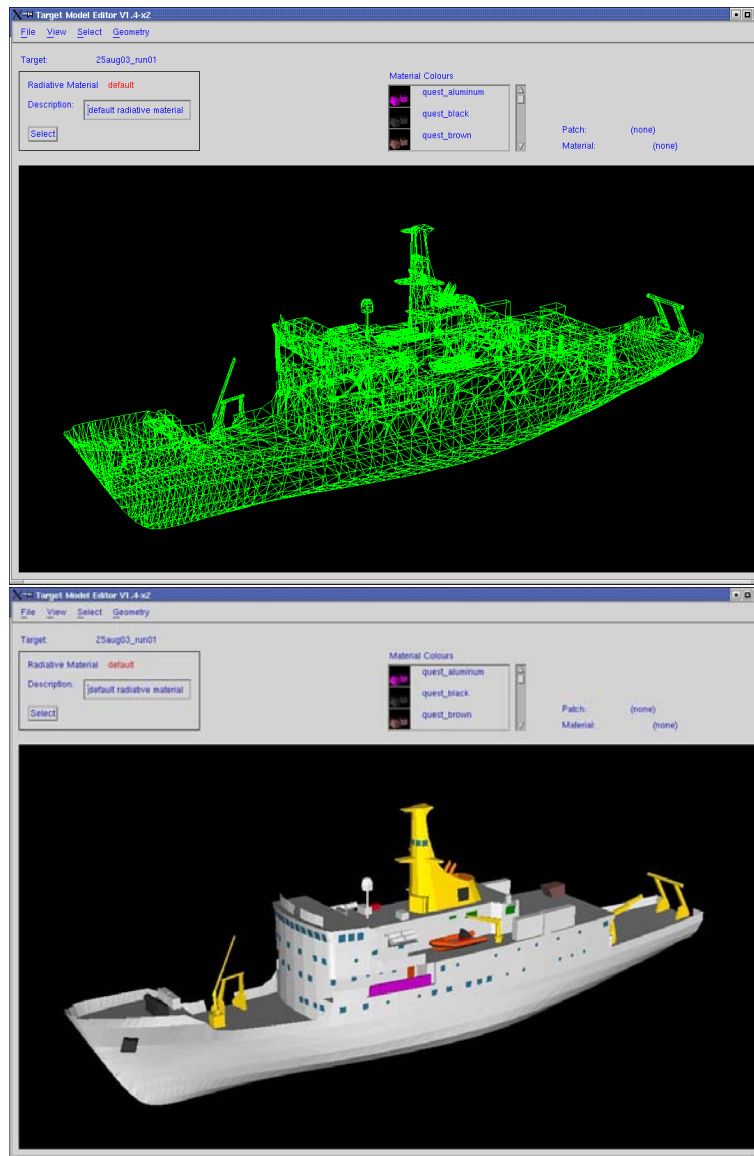 Target Model Editor V1.4-x2
File View Select Geometry
Target: 25aug03_run01
Radiative Material default
Description: default radiative material
Select
Material Colours
quest_aluminum
quest_black
quest_brown
Patch: (none)
Material: (none)
Target Model Editor V1.4-x2
File View Select Geometry
Target: 25aug03_run01
Radiative Material default
Description: default radiative material
Select
Material Colours
quest_aluminum
quest_black
quest_brown
Patch: (none)
Material: (none)